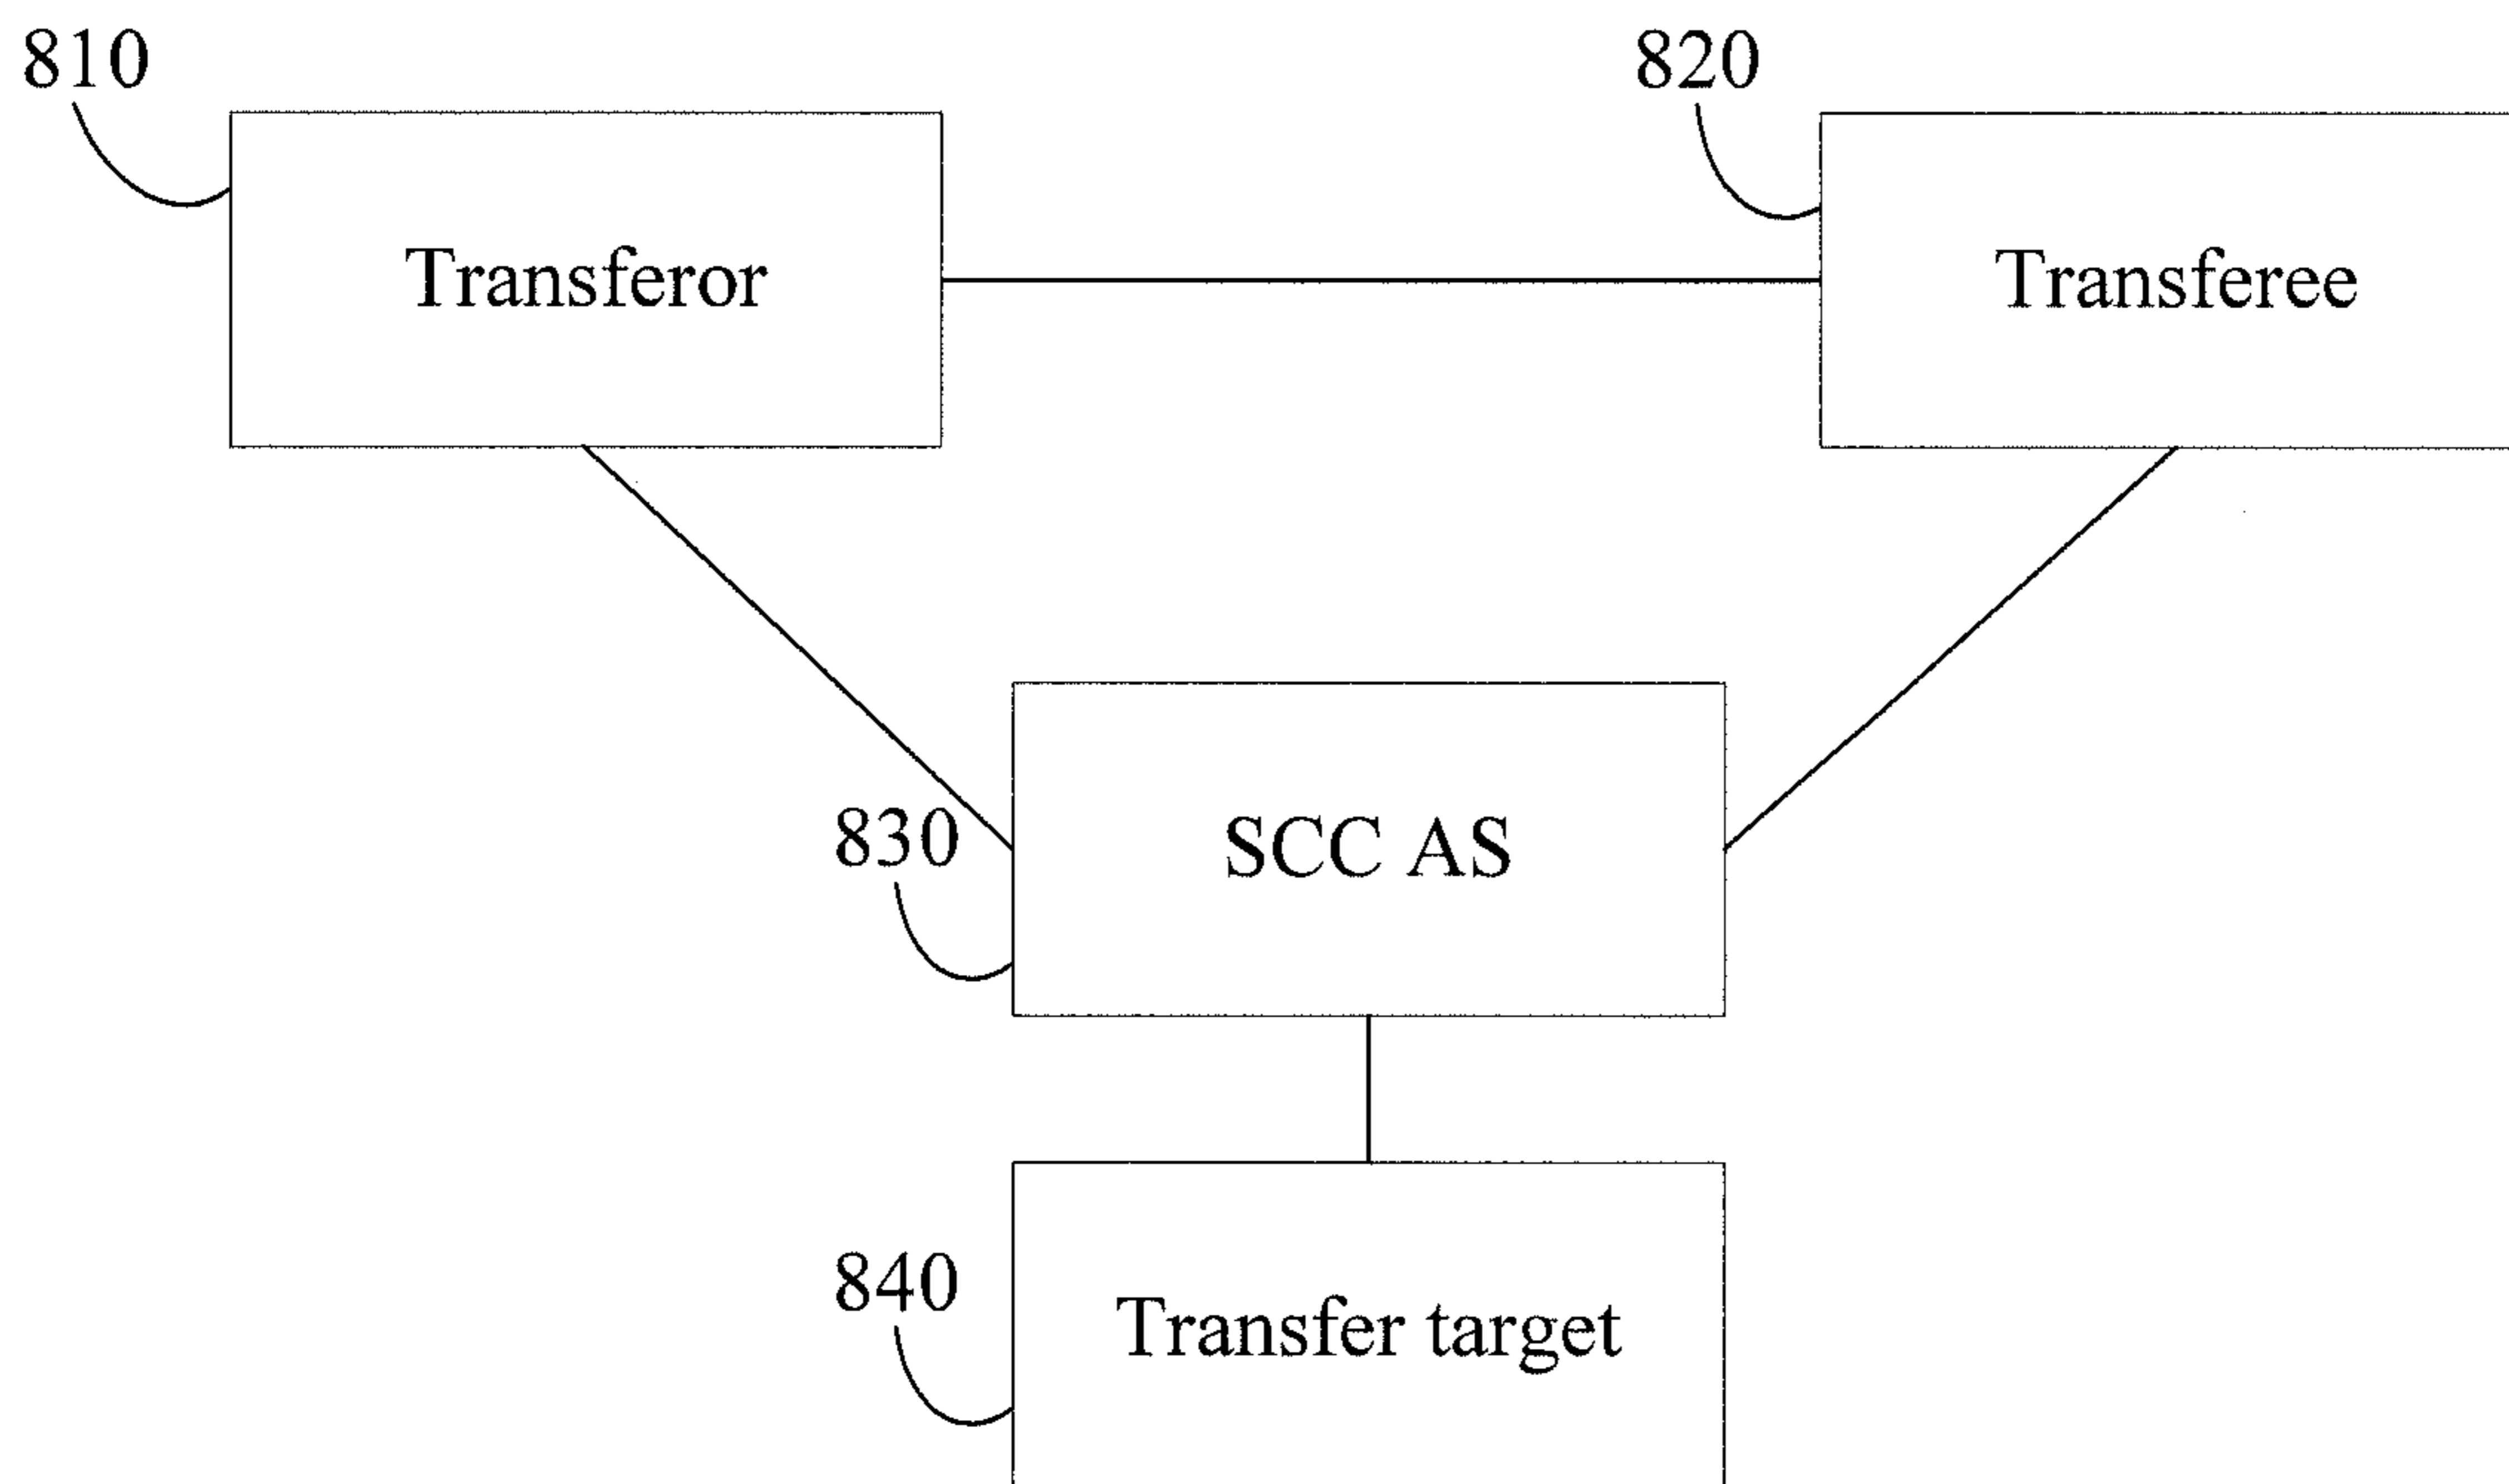 810
820
Transferor
Transferee
830
SCC AS
840
Transfer target